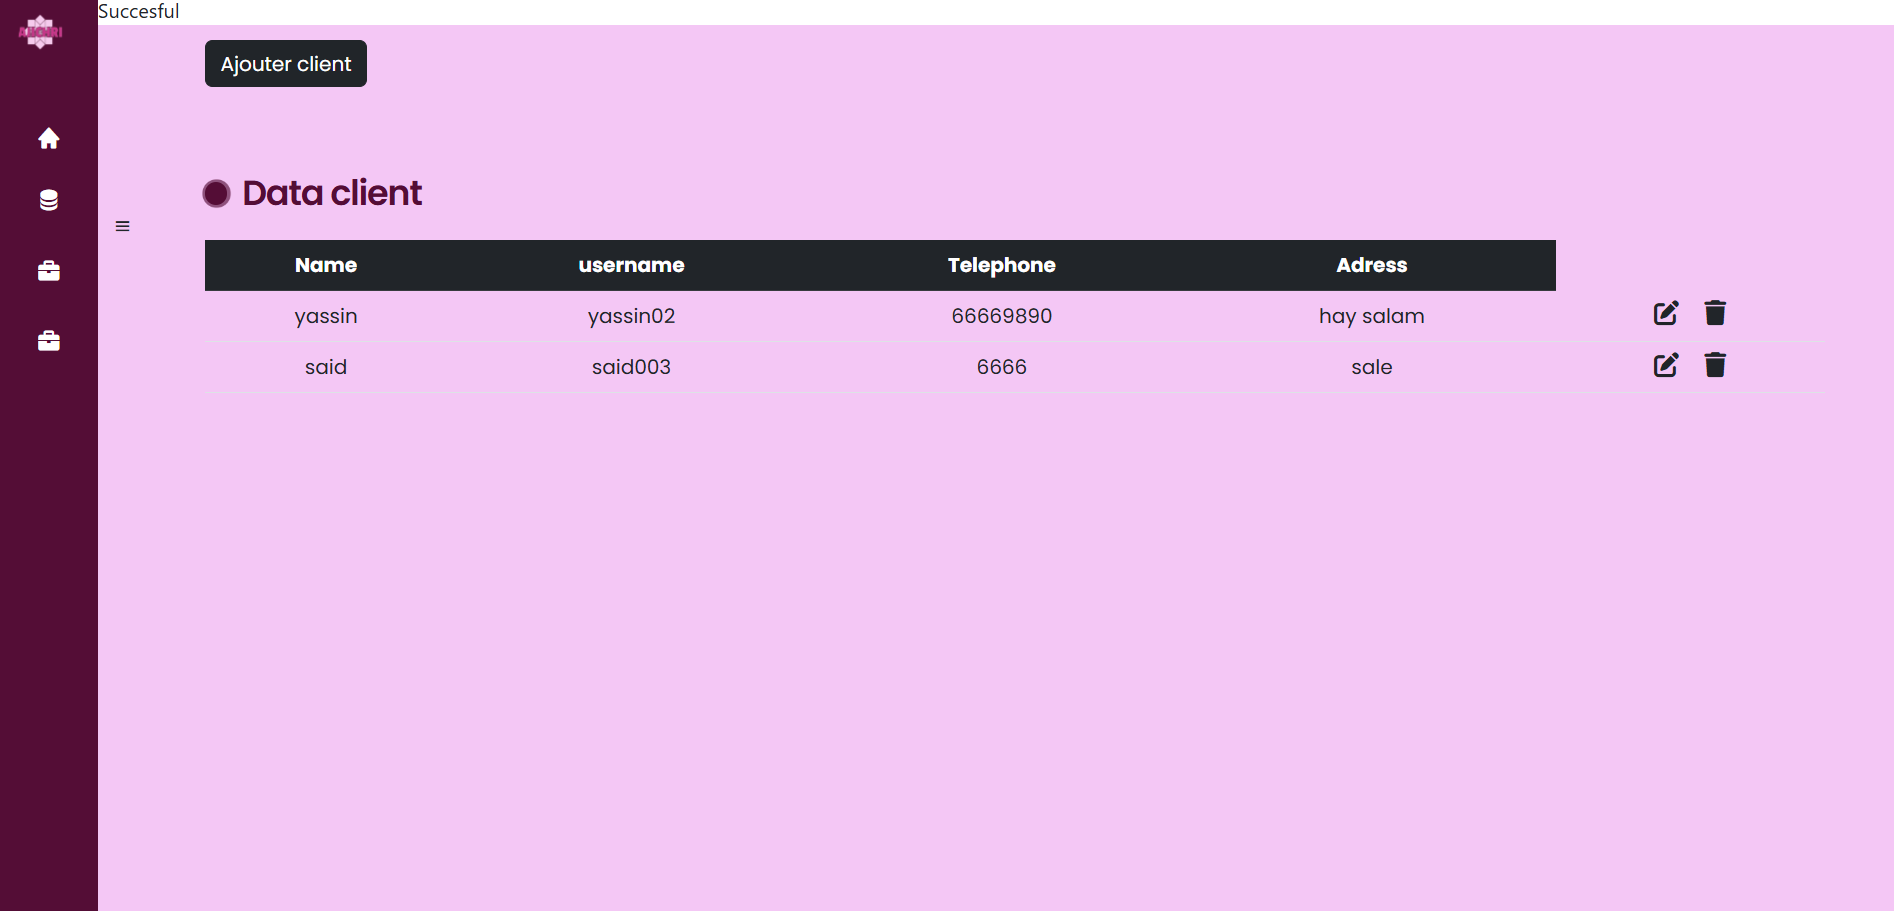 Succesful
Ajouter client
Data client
Name username Telephone Adress
yassin yassin02 66669890 hay salam
said said003 6666 sale